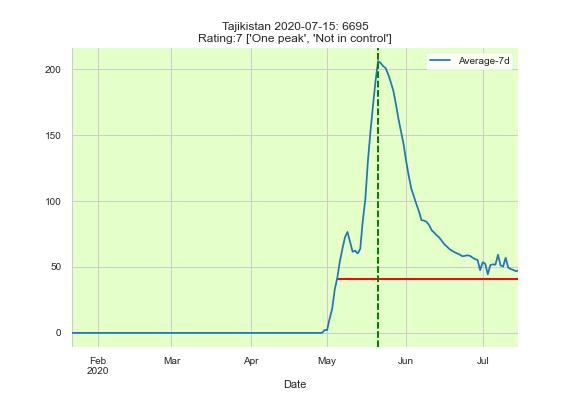 Tajikistan 2020-07-15: 6695
Rating:7 ['One peak', 'Not in control']
Average-7d
200
150
100
50
0
Feb
2020
Mar
Apr
May
Jun
Jul
Date